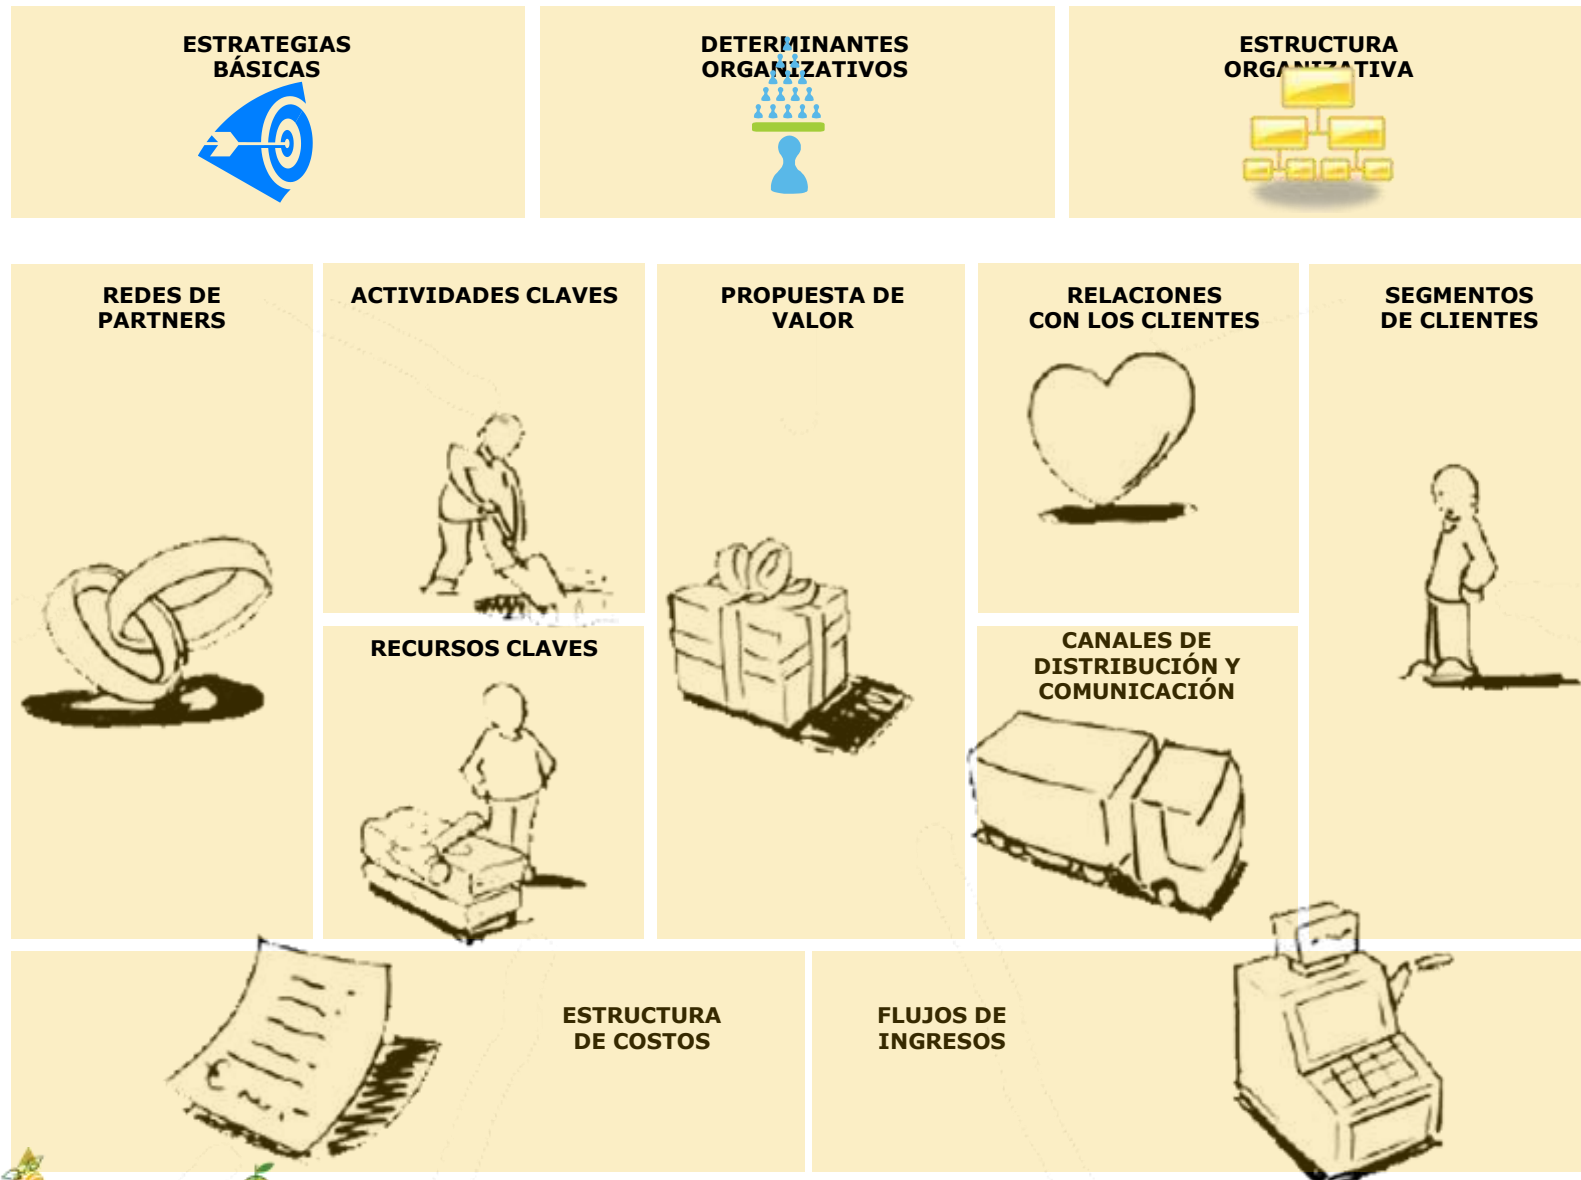 ESTRATEGIAS
BÁSICAS
DETERMINANTES
ORGANIZATIVOS
ESTRUCTURA
ORGANIZATIVA
REDES DE
PARTNERS
ACTIVIDADES CLAVES
RECURSOS CLAVES
PROPUESTA DE
VALOR
RELACIONES
CON LOS CLIENTES
CANALES DE
DISTRIBUCIÓN Y
COMUNICACIÓN
SEGMENTOS
DE CLIENTES
ESTRUCTURA
DE COSTOS
FLUJOS DE
INGRESOS